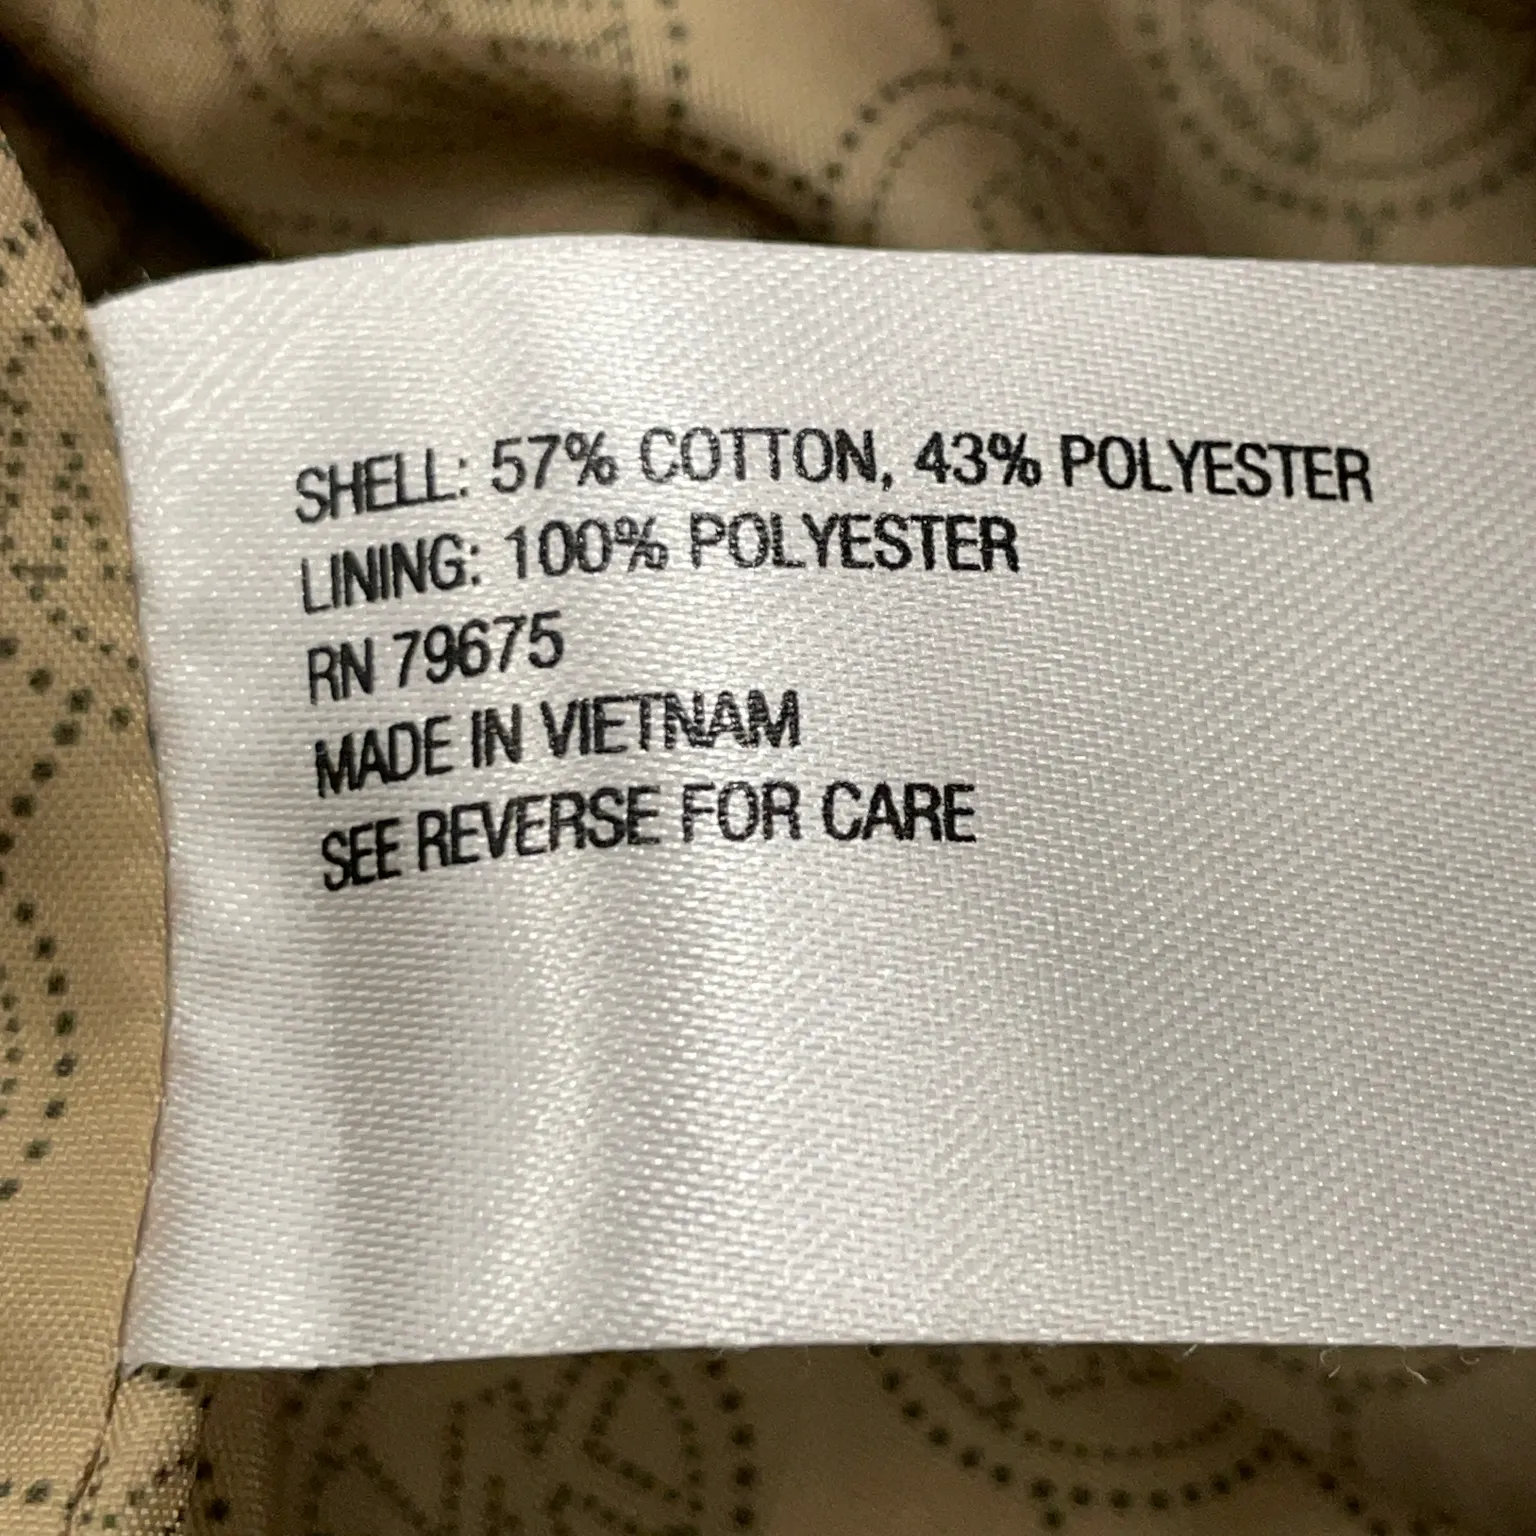 SHELL: 57% COTTON, 43% POLYESTER
LINING: 100% POLYESTER
RN 79675
MADE IN VIETNAM
SEE REVERSE FOR CARE